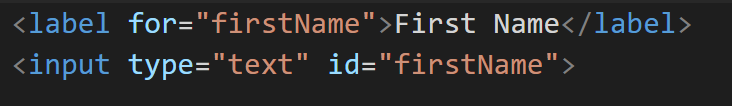 <label for="firstName">First Name</label>
<input type="text" id="firstName">